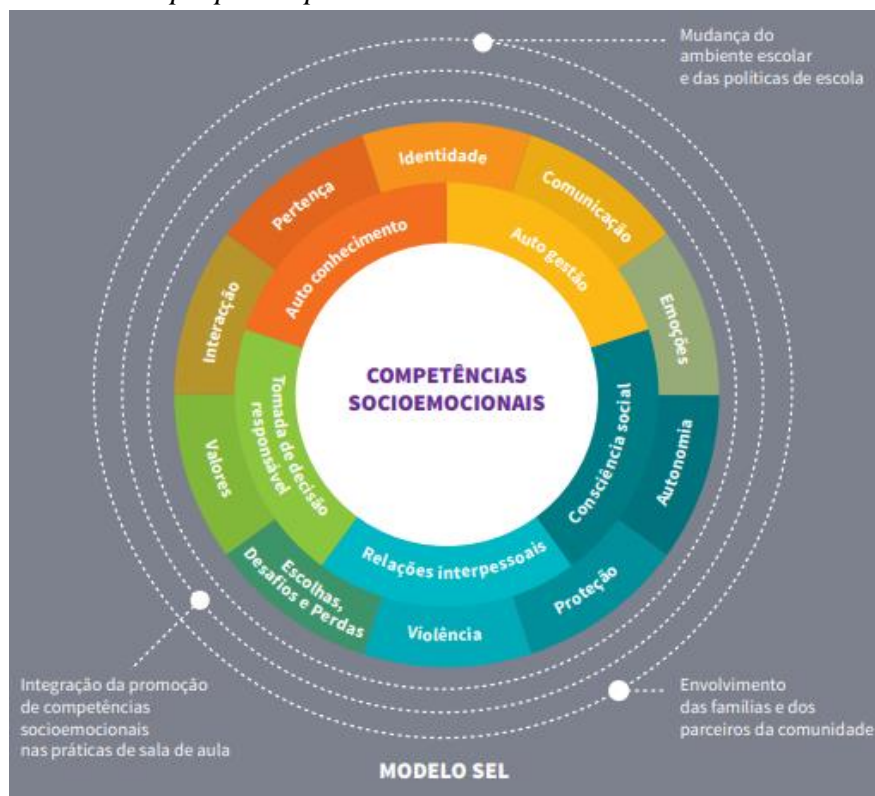 Mudança do
ambiente escolar
e das políticas de escola
Identidade
Comunicação
Pertença
Auto conhecimento
Auto gestão
Interacção
Emoções
COMPETÊNCIAS
SOCIOEMOCIONAIS
Tomada de decisão
responsável
Consciência social
Valores
Autonomia
Relações interpessoais
Escolhas,
Desafios e Perdas
Proteção
Violência
Integração da promoção
de competências
socioemocionais
nas práticas de sala de aula
Envolvimento
das famílias e dos
parceiros da comunidade
MODELO SEL